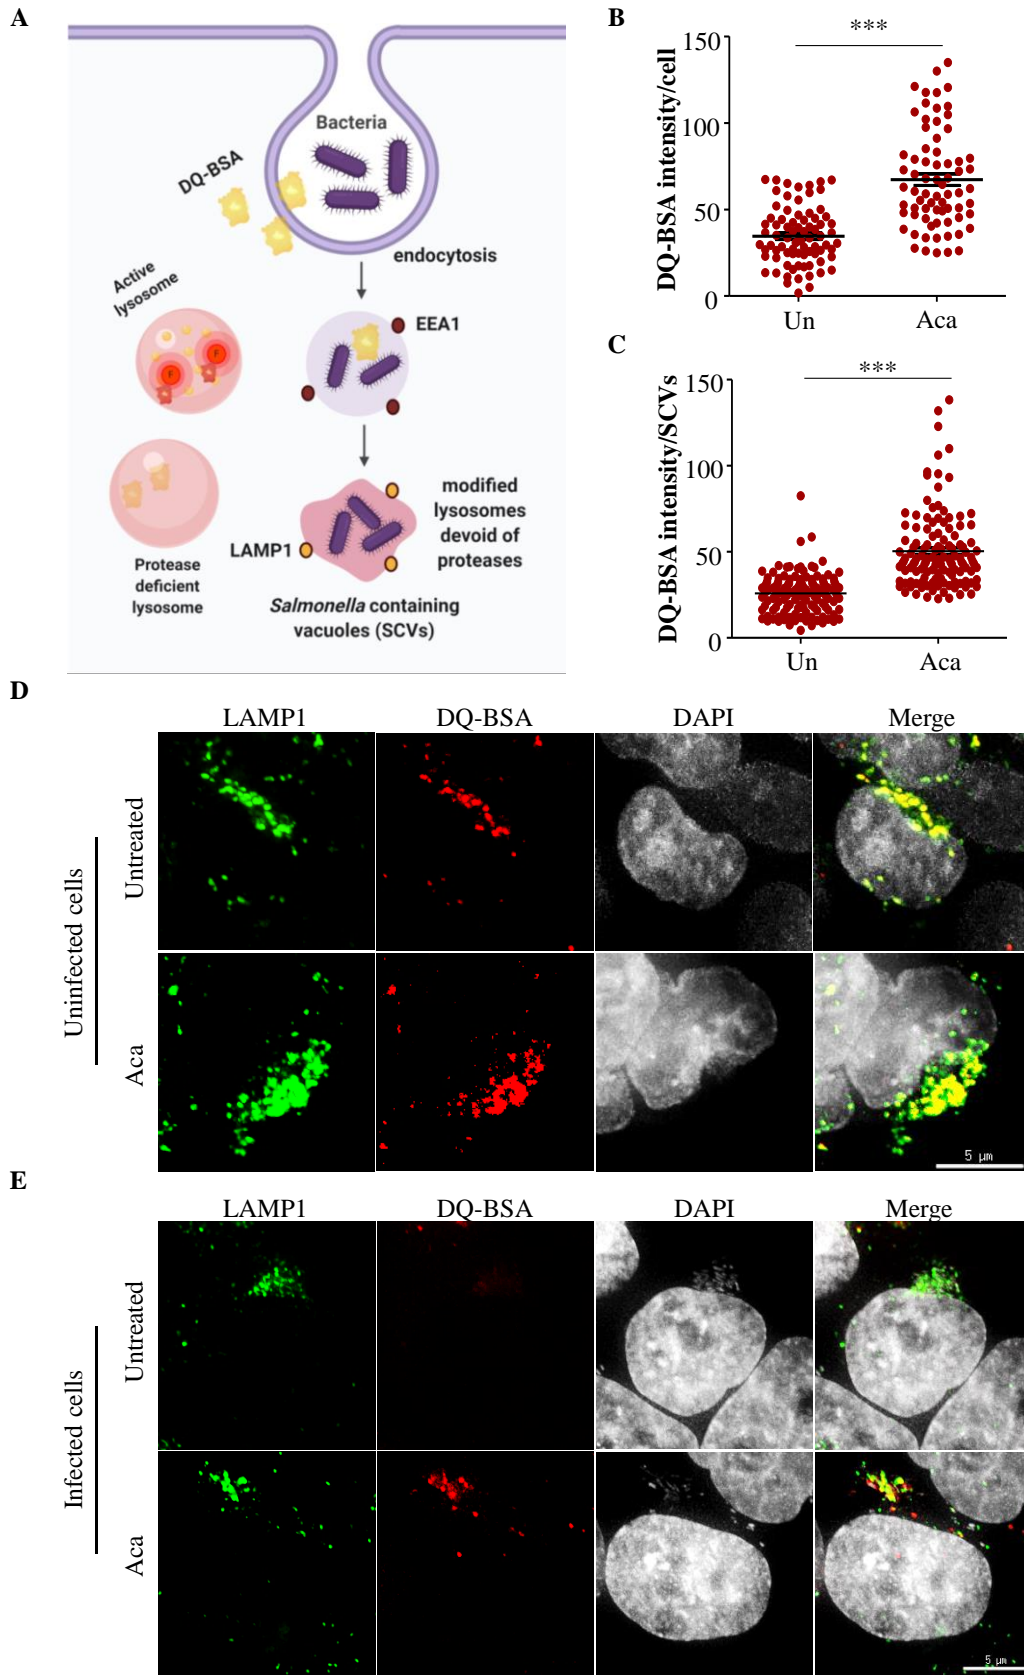 A
Bacteria
DQ-BSA
endocytosis
Active
lysosome
EEA1
F
F
LAMP1
modified
lysosomes
devoid of
proteases
Protease
deficient
lysosome
Salmonella containing
vacuoles (SCVs)
B
***
150
100
50
0
DQ-BSA intensity/cell
Un
Aca
C
***
150
100
50
0
DQ-BSA intensity/SCVs
Un
Aca
D
LAMP1
DQ-BSA
DAPI
Merge
Uninfected cells
Untreated
Aca
5 μm
E
LAMP1
DQ-BSA
DAPI
Merge
Infected cells
Untreated
Aca
5 μm